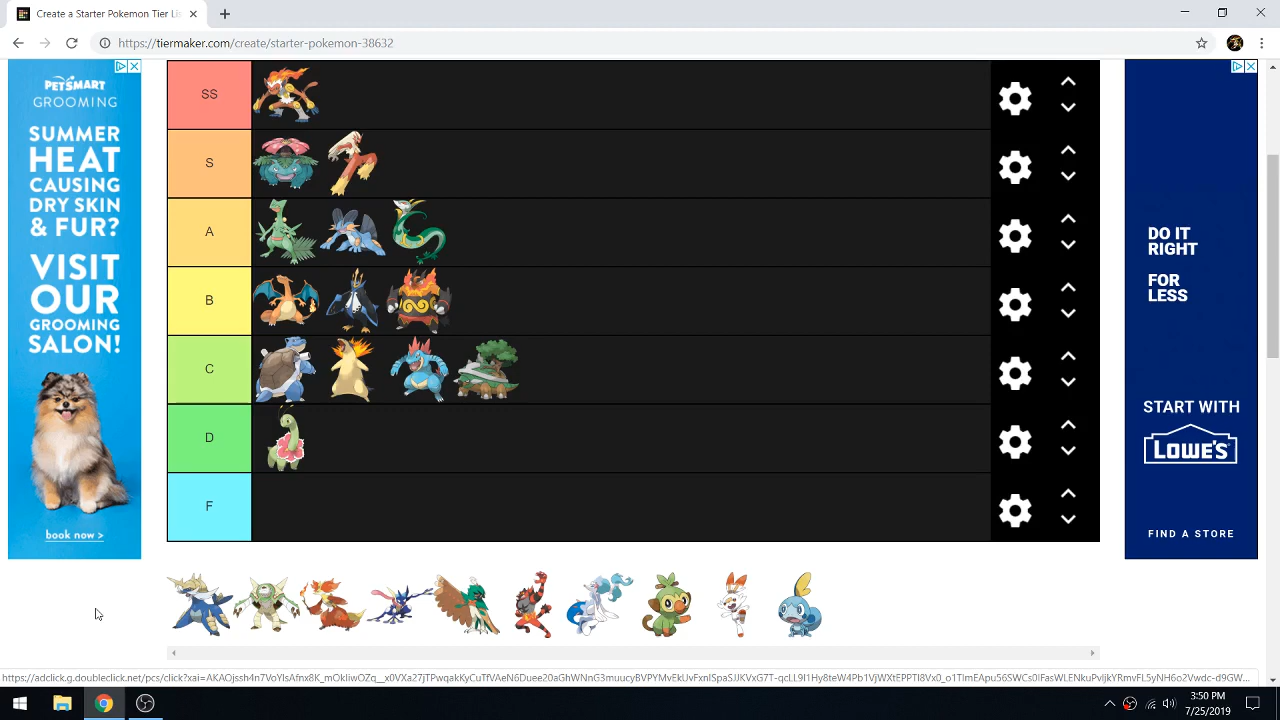 Create a Starter Pokemon Tier Lis
https://tiermaker.com/create/starter-pokemon-38632
PETSMART
GROOMING
SUMMER
HEAT
CAUSING
DRY SKIN
& FUR?
VISIT
OUR
GROOMING
SALON!
book now >
SS
S
A
B
C
D
F
DO IT
RIGHT
FOR
LESS
START WITH
LOWE'S
FIND A STORE
3:50 PM
7/25/2019